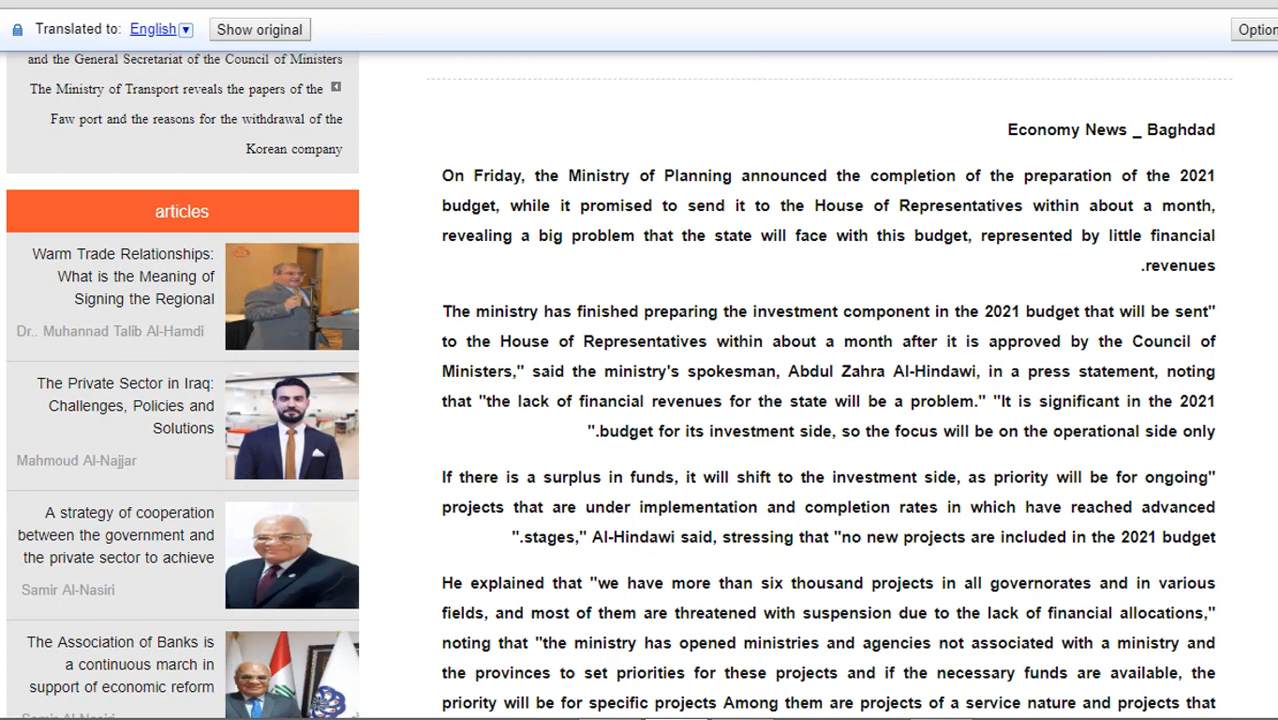 Translated to: English Show original Option
and the General Secretariat of the Council of Ministers
The Ministry of Transport reveals the papers of the
Faw port and the reasons for the withdrawal of the
Korean company
articles
Warm Trade Relationships:
What is the Meaning of
Signing the Regional
Dr.. Muhannad Talib Al-Hamdi
The Private Sector in Iraq:
Challenges, Policies and
Solutions
Mahmoud Al-Najjar
A strategy of cooperation
between the government and
the private sector to achieve
Samir Al-Nasiri
The Association of Banks is
a continuous march in
support of economic reform
Samir Al-Nasiri
Economy News _ Baghdad
On Friday, the Ministry of Planning announced the completion of the preparation of the 2021
budget, while it promised to send it to the House of Representatives within about a month,
revealing a big problem that the state will face with this budget, represented by little financial
.revenues
The ministry has finished preparing the investment component in the 2021 budget that will be sent"
to the House of Representatives within about a month after it is approved by the Council of
Ministers," said the ministry's spokesman, Abdul Zahra Al-Hindawi, in a press statement, noting
that "the lack of financial revenues for the state will be a problem." "It is significant in the 2021
".budget for its investment side, so the focus will be on the operational side only
If there is a surplus in funds, it will shift to the investment side, as priority will be for ongoing"
projects that are under implementation and completion rates in which have reached advanced
".stages," Al-Hindawi said, stressing that "no new projects are included in the 2021 budget
He explained that "we have more than six thousand projects in all governorates and in various
fields, and most of them are threatened with suspension due to the lack of financial allocations,"
noting that "the ministry has opened ministries and agencies not associated with a ministry and
the provinces to set priorities for these projects and if the necessary funds are available, the
priority will be for specific projects Among them are projects of a service nature and projects that